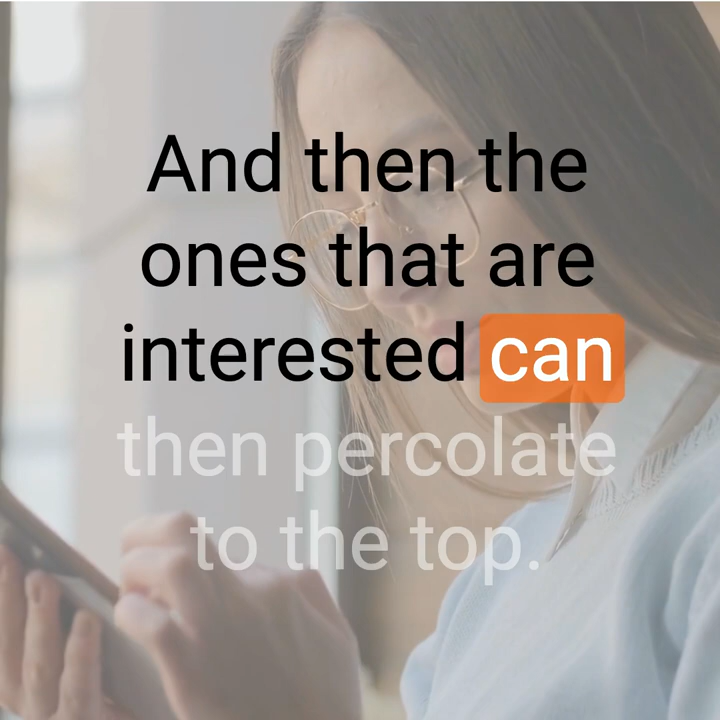 And then the
ones that are
interested can
then percolate
to the top.